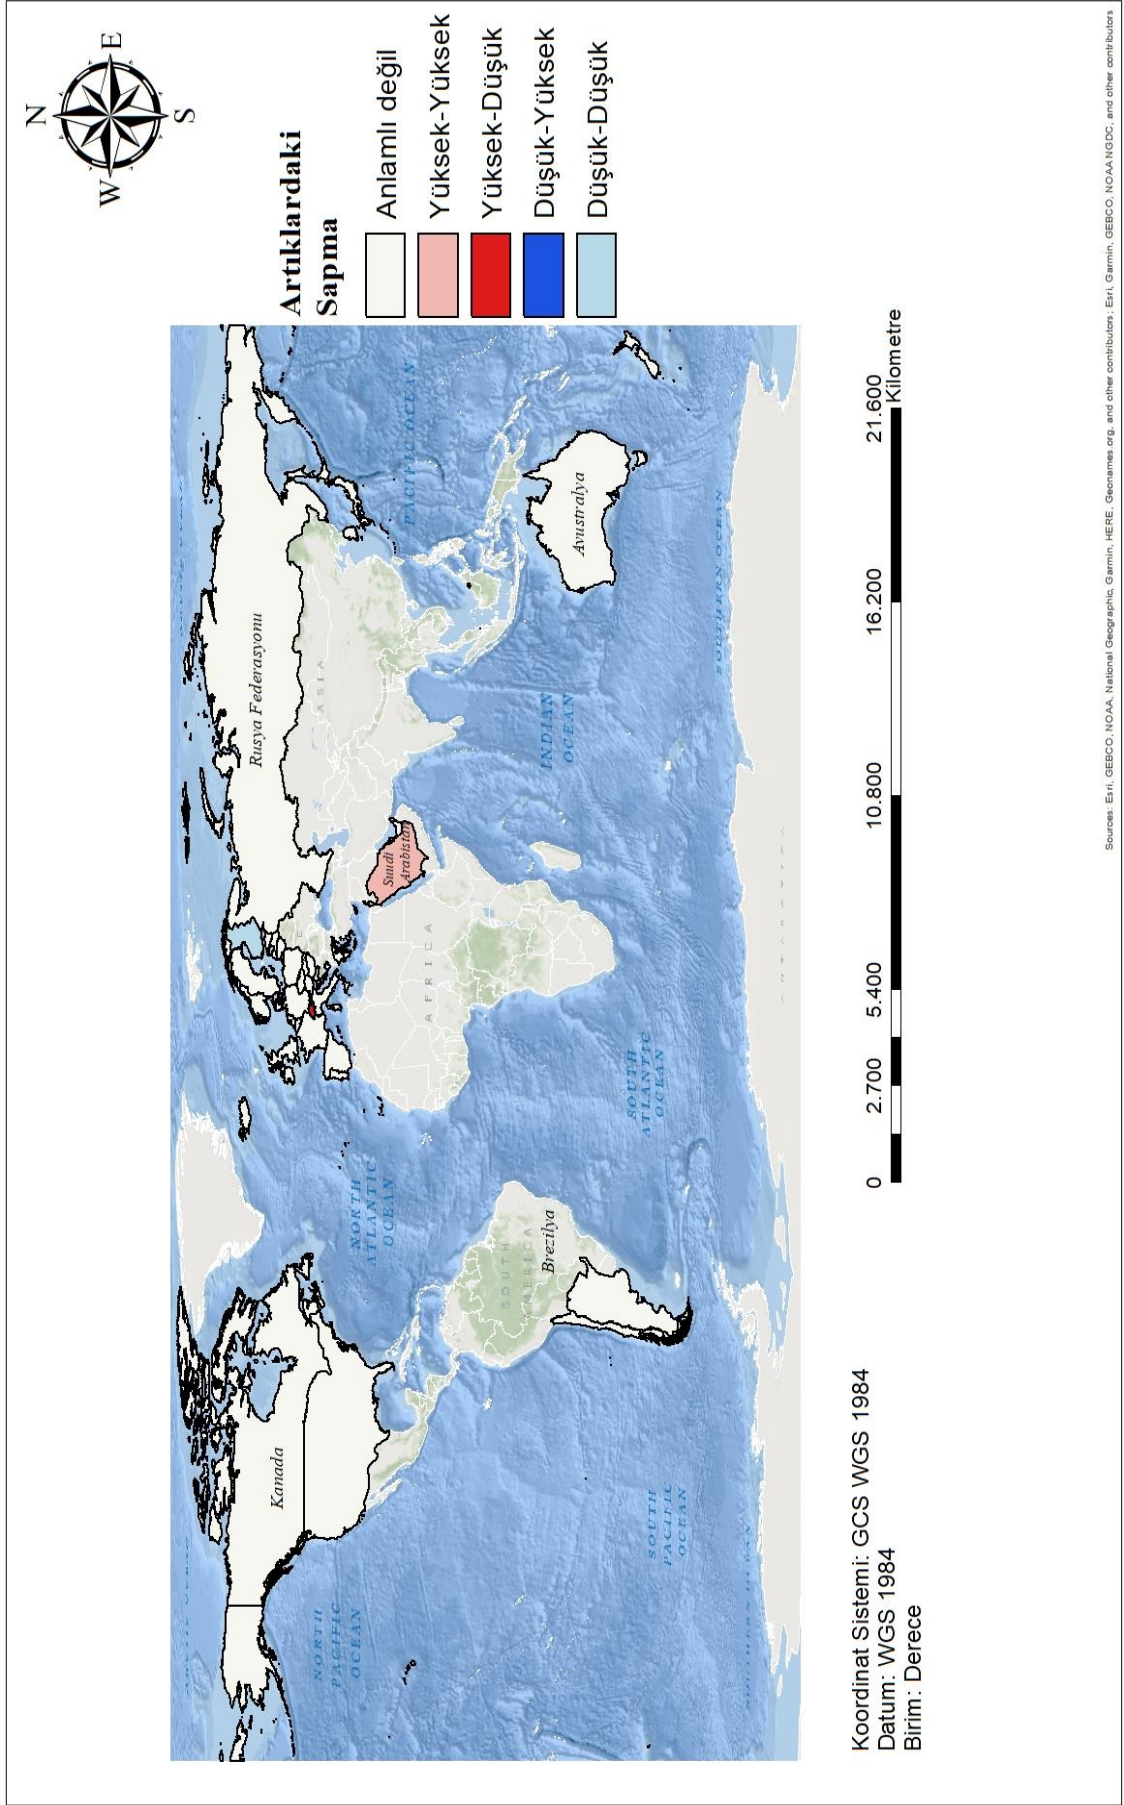 N
W
E
S
Artıklardaki
Sapma
Anlamlı değil
Yüksek-Yüksek
Yüksek-Düşük
Düşük-Yüksek
Düşük-Düşük
Rusya Federasyonu
Kanada
ASIA
NORTH
PACIFIC
OCEAN
NORTH
ATLANTIC
OCEAN
PACIFIC OCEAN
Suudi
Arabistan
AFRICA
SOUTH
AMERICA
Brezilya
INDIAN
OCEAN
Avustralya
SOUTH
PACIFIC
OCEAN
SOUTH
ATLANTIC
OCEAN
SOUTHERN OCEAN
SOUTHERN OCEAN
ANTARCTICA
0 2.700 5.400 10.800 16.200 21.600
Kilometre
Koordinat Sistemi: GCS WGS 1984
Datum: WGS 1984
Birim: Derece
Sources: Esri, GEBCO, NOAA, National Geographic, Garmin, HERE, Geonames.org, and other contributors; Esri, Garmin, GEBCO, NOAA NGDC, and other contributors